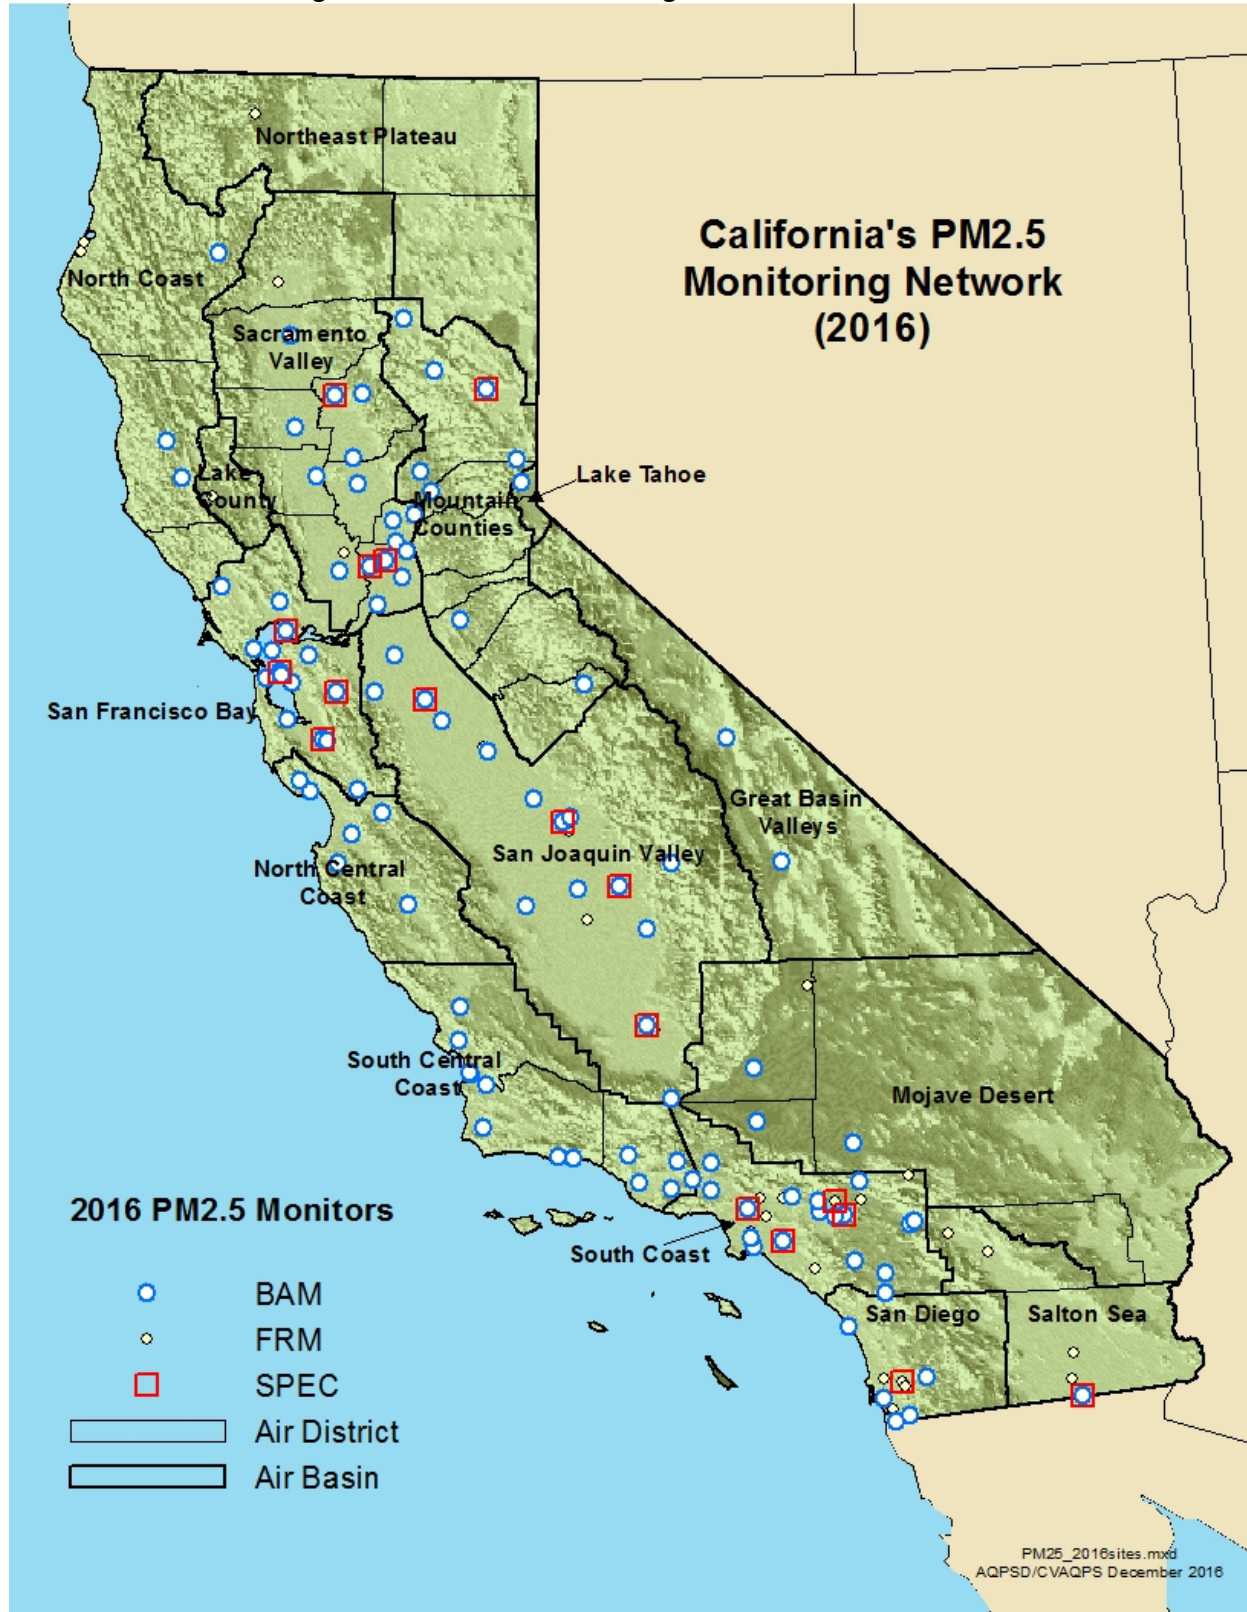 California's PM2.5
Monitoring Network
(2016)
Northeast Plateau
North Coast
Sacramento
Valley
Lake
County
Lake Tahoe
Mountain
Counties
San Francisco Bay
Great Basin
Valleys
San Joaquin Valley
North Central
Coast
South Central
Coast
Mojave Desert
South Coast
San Diego
Salton Sea
2016 PM2.5 Monitors
BAM
FRM
SPEC
Air District
Air Basin
PM25_2016sites.mxd
AQPSD/CVAQPS December 2016